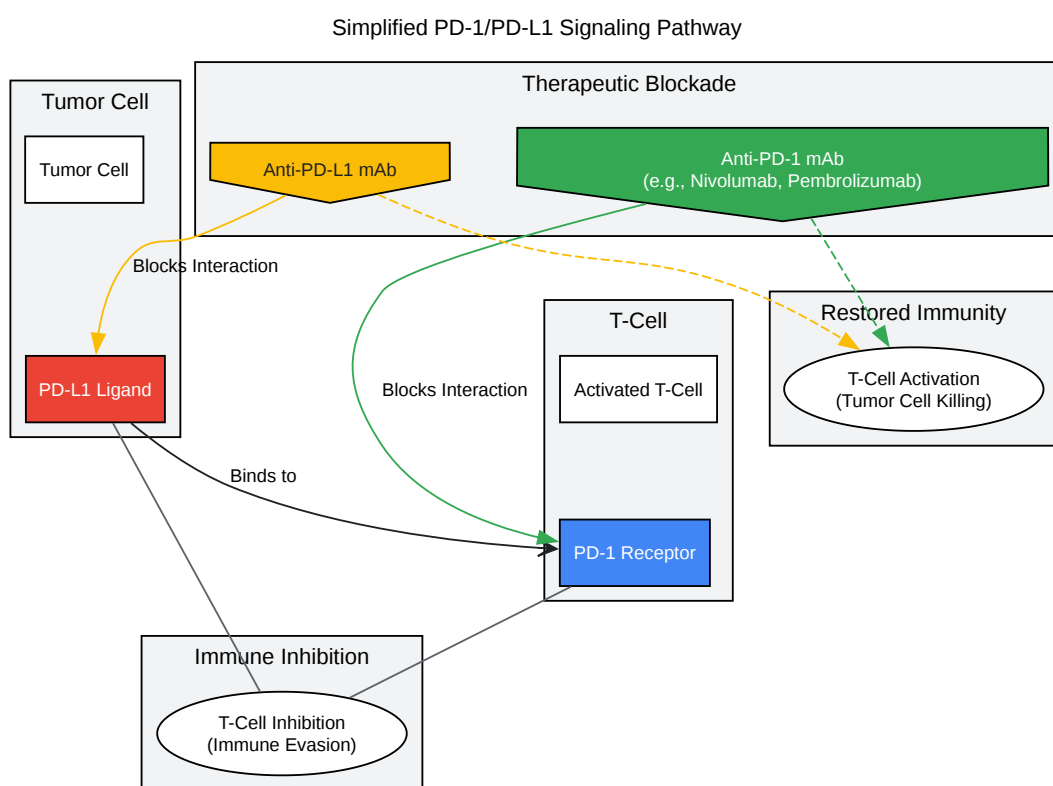 Simplified PD-1/PD-L1 Signaling Pathway
Therapeutic Blockade
Tumor Cell
Tumor Cell
Anti-PD-L1 mAb
Anti-PD-1 mAb
(e.g., Nivolumab, Pembrolizumab)
Blocks Interaction
T-Cell
Restored Immunity
PD-L1 Ligand
Blocks Interaction
Activated T-Cell
T-Cell Activation
(Tumor Cell Killing)
Binds to
PD-1 Receptor
Immune Inhibition
T-Cell Inhibition
(Immune Evasion)